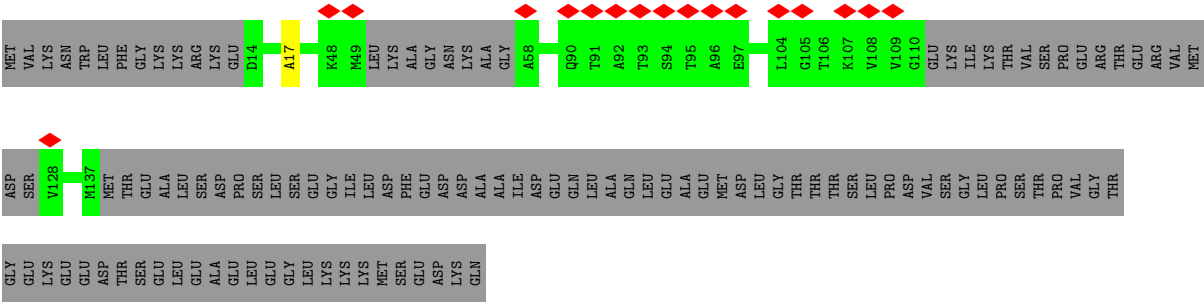 MET VAL LYS ASN TRP LEU PHE GLY LYS LYS ARG LYS GLU D14 A17 K48 M49 LEU LYS ALA GLY ASN LYS ALA GLY A58 Q90 T91 A92 T93 S94 T95 A96 E97 L104 G105 T106 K107 V108 V109 G110 GLU LYS ILE LYS THR VAL SER PRO GLU ARG THR GLU ARG VAL MET
ASP SER V128 M137 MET THR GLU ALA LEU SER ASP PRO SER LEU SER GLU GLY ILE LEU ASP PHE GLU ASP ASP ALA ALA ILE ASP GLU GLN LEU ALA GLN LEU GLU ALA GLU MET ASP LEU GLY THR THR THR SER LEU PRO ASP VAL SER GLY LEU PRO SER THR PRO VAL GLY THR
GLY GLU LYS GLU GLU ASP THR SER GLU LEU GLU ALA GLU LEU GLU GLY LEU LYS LYS LYS MET SER GLU ASP LYS GLN